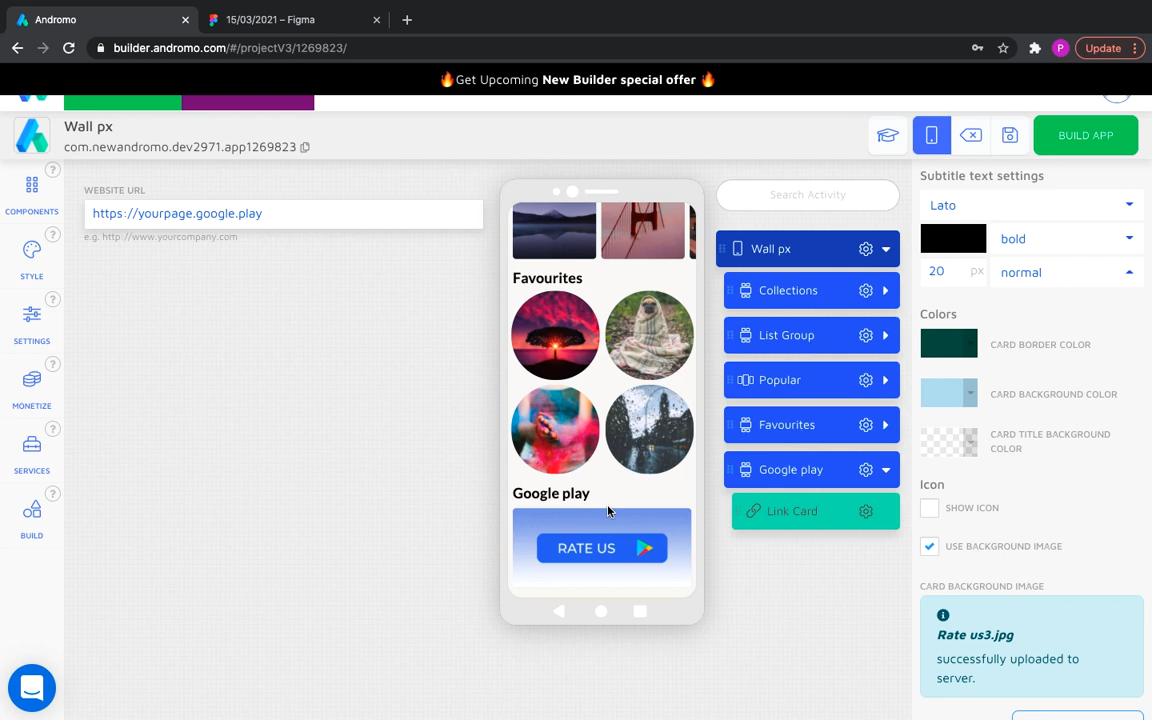 Andromo
15/03/2021 – Figma
builder.andromo.com/#/projectV3/1269823/
P
Update
🔥Get Upcoming New Builder special offer 🔥
Wall px
com.newandromo.dev2971.app1269823
BUILD APP
COMPONENTS
STYLE
SETTINGS
MONETIZE
SERVICES
BUILD
WEBSITE URL
https://yourpage.google.play
e.g. http://www.yourcompany.com
Favourites
Google play
RATE US
Search Activity
Wall px
Collections
List Group
Popular
Favourites
Google play
Link Card
Subtitle text settings
Lato
bold
20 px normal
Colors
CARD BORDER COLOR
CARD BACKGROUND COLOR
CARD TITLE BACKGROUND
COLOR
Icon
SHOW ICON
USE BACKGROUND IMAGE
CARD BACKGROUND IMAGE
Rate us3.jpg
successfully uploaded to
server.